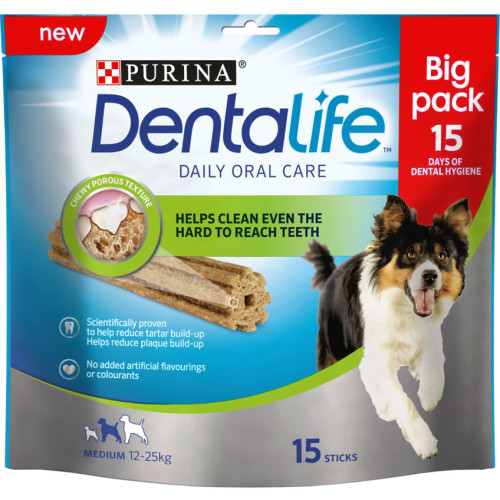 new
PURINA®
Dentalife™
DAILY ORAL CARE
Big
pack
15
DAYS OF
DENTAL HYGIENE
CHEWY POROUS TEXTURE
HELPS CLEAN EVEN THE
HARD TO REACH TEETH
Scientifically proven
to help reduce tartar build-up
Helps reduce plaque build-up
No added artificial flavourings
or colourants
MEDIUM 12-25kg
15 STICKS